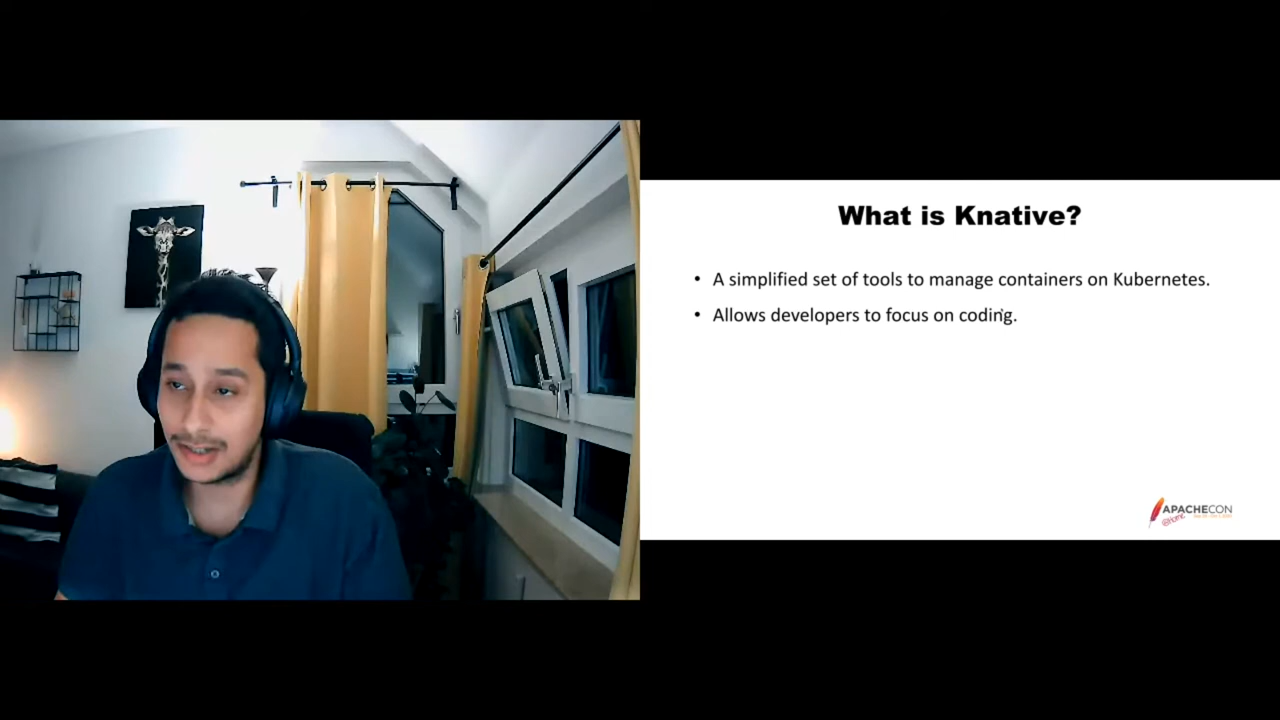 What is Knative?
• A simplified set of tools to manage containers on Kubernetes.
• Allows developers to focus on coding.
APACHECON
@Home